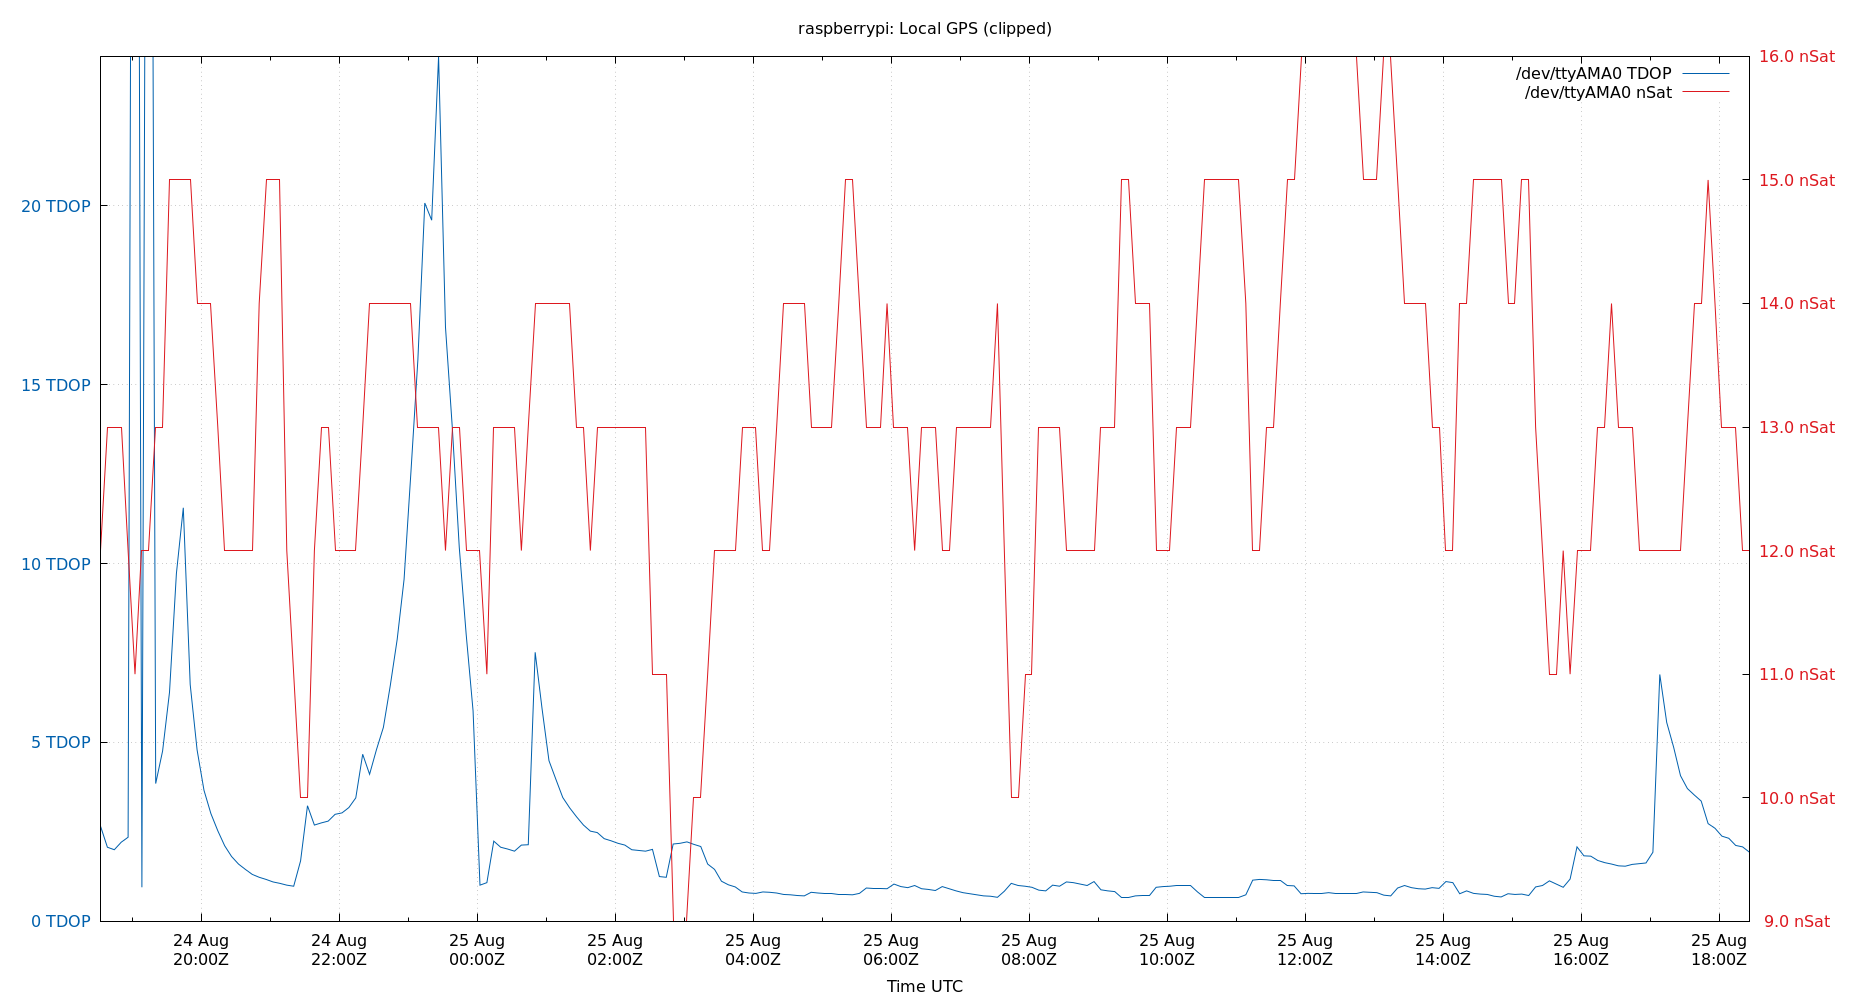 raspberrypi: Local GPS (clipped)
/dev/ttyAMA0 TDOP
/dev/ttyAMA0 nSat
20 TDOP
15 TDOP
10 TDOP
5 TDOP
0 TDOP
16.0 nSat
15.0 nSat
14.0 nSat
13.0 nSat
12.0 nSat
11.0 nSat
10.0 nSat
9.0 nSat
24 Aug 24 Aug 25 Aug 25 Aug 25 Aug 25 Aug 25 Aug 25 Aug 25 Aug 25 Aug 25 Aug 25 Aug
20:00Z 22:00Z 00:00Z 02:00Z 04:00Z 06:00Z 08:00Z 10:00Z 12:00Z 14:00Z 16:00Z 18:00Z
Time UTC